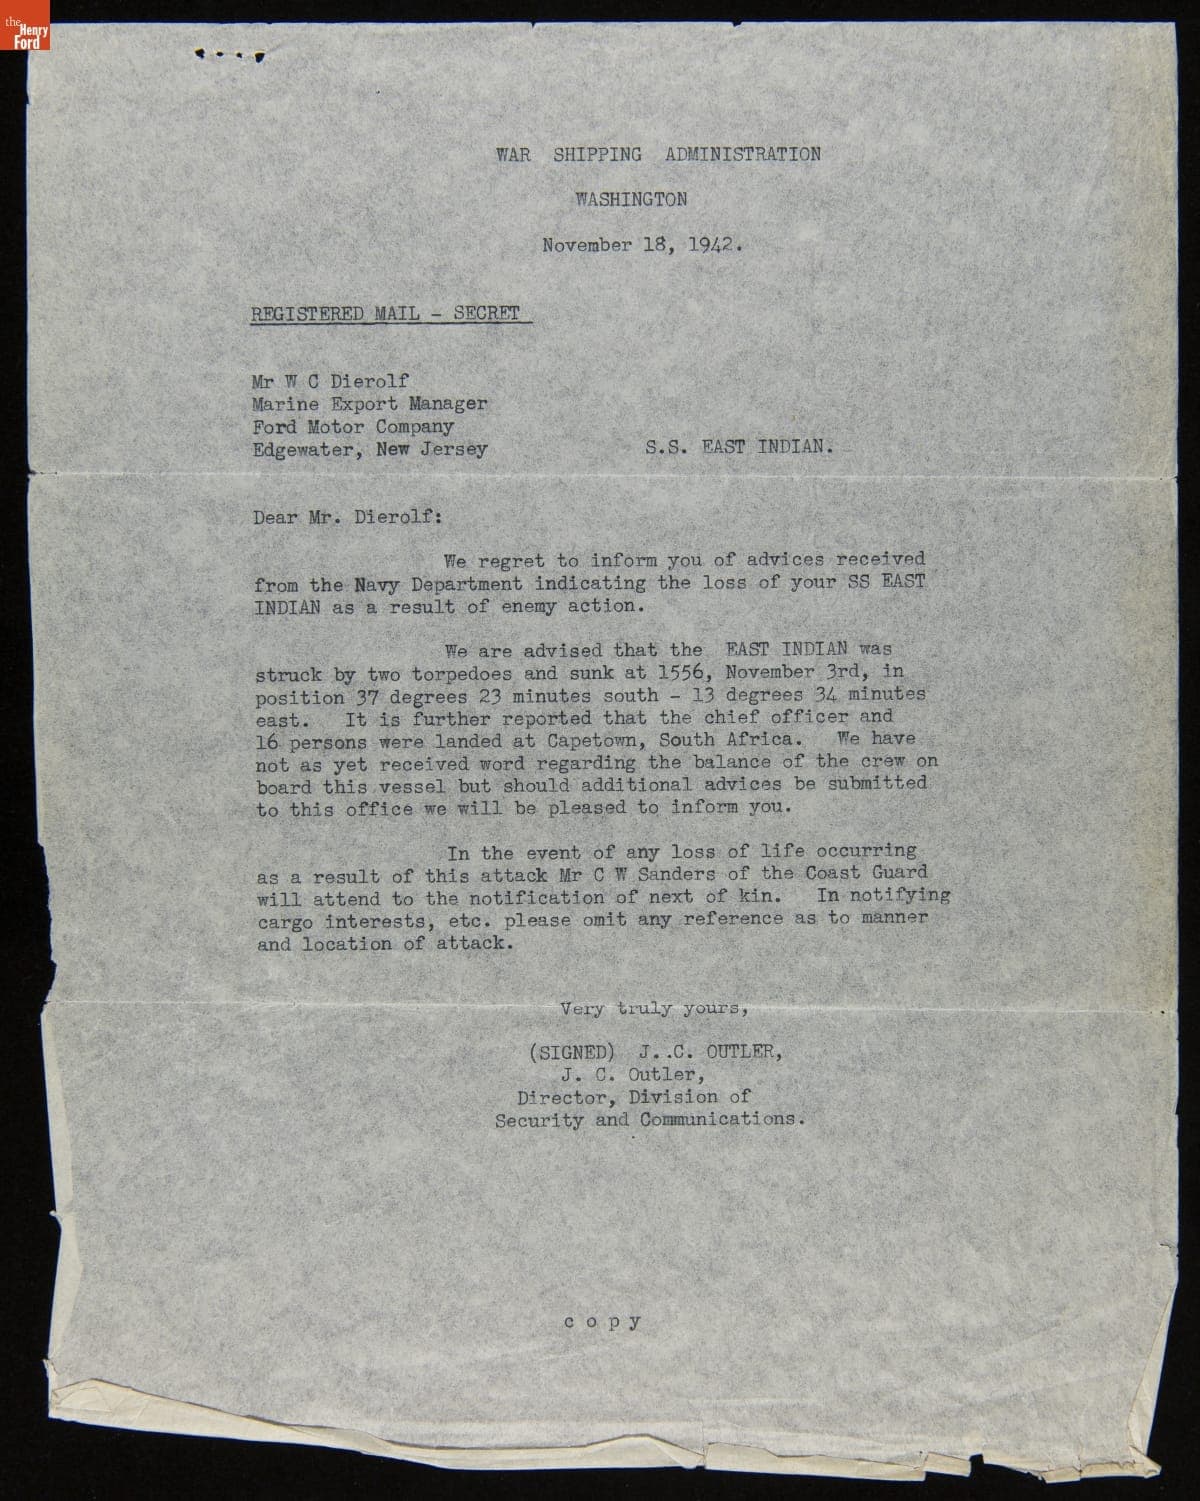 the
Henry
Ford
WAR SHIPPING ADMINISTRATION
WASHINGTON
November 18, 1942.
REGISTERED MAIL - SECRET
Mr W C Dierolf
Marine Export Manager
Ford Motor Company
Edgewater, New Jersey S.S. EAST INDIAN.
Dear Mr. Dierolf:
We regret to inform you of advices received
from the Navy Department indicating the loss of your SS EAST
INDIAN as a result of enemy action.
We are advised that the EAST INDIAN was
struck by two torpedoes and sunk at 1556, November 3rd, in
position 37 degrees 23 minutes south - 13 degrees 34 minutes
east. It is further reported that the chief officer and
16 persons were landed at Capetown, South Africa. We have
not as yet received word regarding the balance of the crew on
board this vessel but should additional advices be submitted
to this office we will be pleased to inform you.
In the event of any loss of life occurring
as a result of this attack Mr C W Sanders of the Coast Guard
will attend to the notification of next of kin. In notifying
cargo interests, etc. please omit any reference as to manner
and location of attack.
Very truly yours,
(SIGNED) J..C. OUTLER,
J. C. Outler,
Director, Division of
Security and Communications.
c o p y